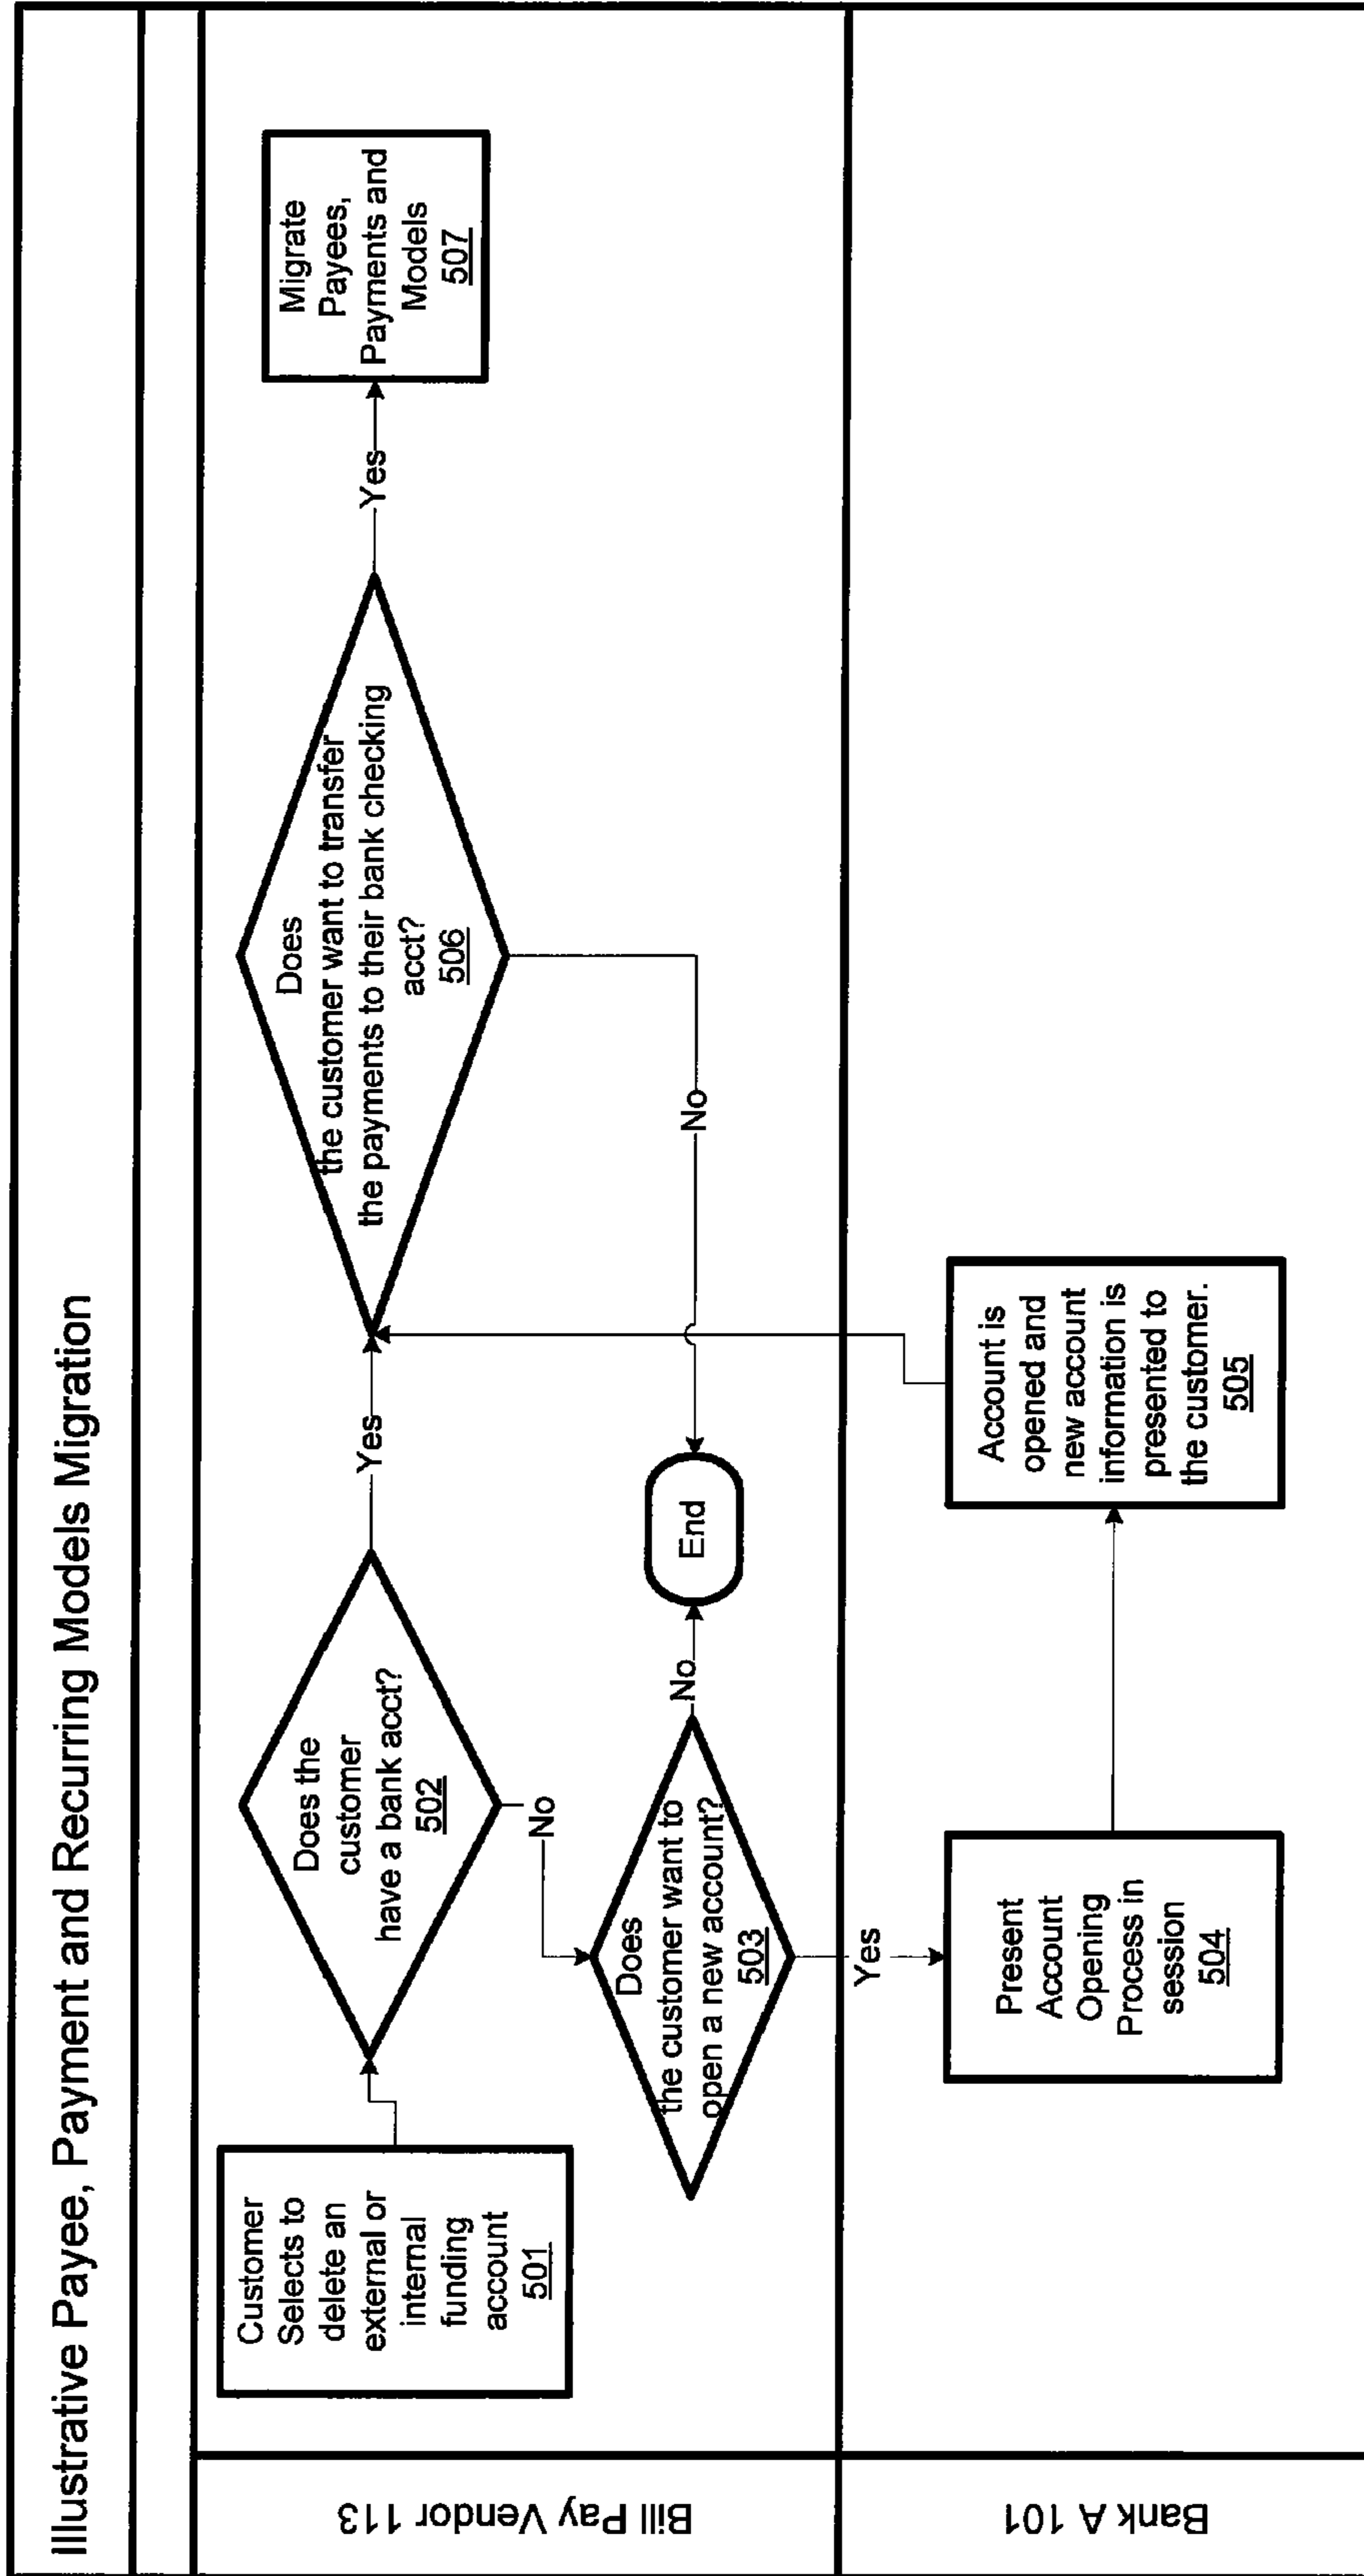 Illustrative Payee, Payment and Recurring Models Migration
Bill Pay Vendor 113
Customer
Selects to
delete an
external or
internal
funding
account
501
Does the
customer
have a bank acct?
502
Yes
No
Does
the customer want to
open a new account?
503
No
Yes
End
Does
the customer want to transfer
the payments to their bank checking
acct?
506
Yes
No
Migrate
Payees,
Payments and
Models
507
Bank A 101
Present
Account
Opening
Process in
session
504
Account is
opened and
new account
information is
presented to
the customer.
505